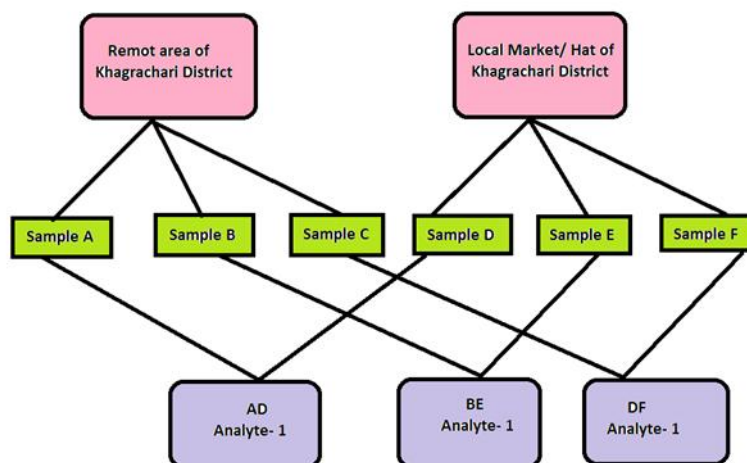 Remot area of
Khagrachari District
Local Market/ Hat of
Khagrachari District
Sample A
Sample B
Sample C
Sample D
Sample E
Sample F
AD
Analyte- 1
BE
Analyte- 1
DF
Analyte- 1